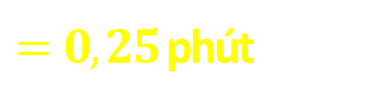 = 0,25 phút